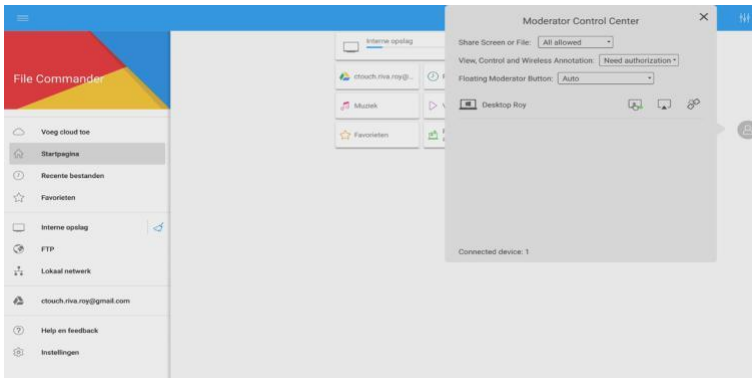 File Commander
Voeg cloud toe
Startpagina
Recente bestanden
Favorieten
Interne opslag
FTP
Lokaal netwerk
ctouch.riva.roy@gmail.com
Help en feedback
Instellingen
Interne opslag
ctouch.riva.roy@...
Muziek
Favorieten
Moderator Control Center
Share Screen or File: All allowed
View, Control and Wireless Annotation: Need authorization
Floating Moderator Button: Auto
Desktop Roy
Connected device: 1